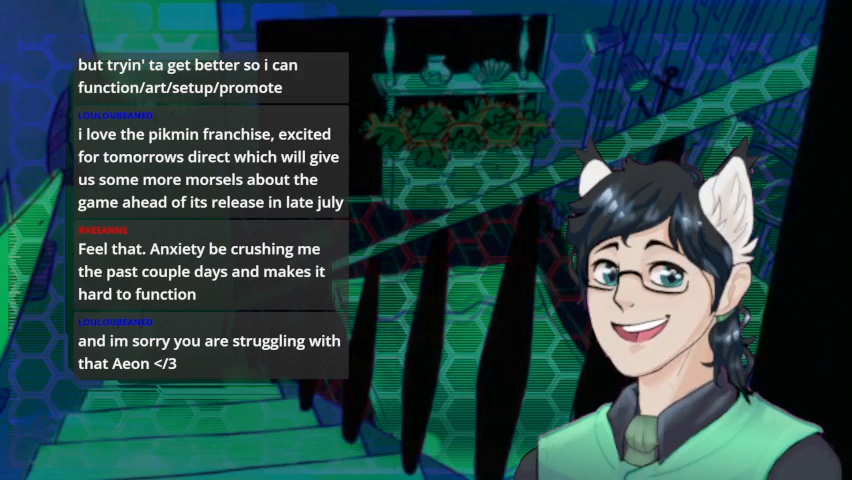 but tryin' ta get better so i can
function/art/setup/promote
LOULOUBEANED
i love the pikmin franchise, excited
for tomorrows direct which will give
us some more morsels about the
game ahead of its release in late july
RHEEANNE
Feel that. Anxiety be crushing me
the past couple days and makes it
hard to function
LOULOUBEANED
and im sorry you are struggling with
that Aeon </3